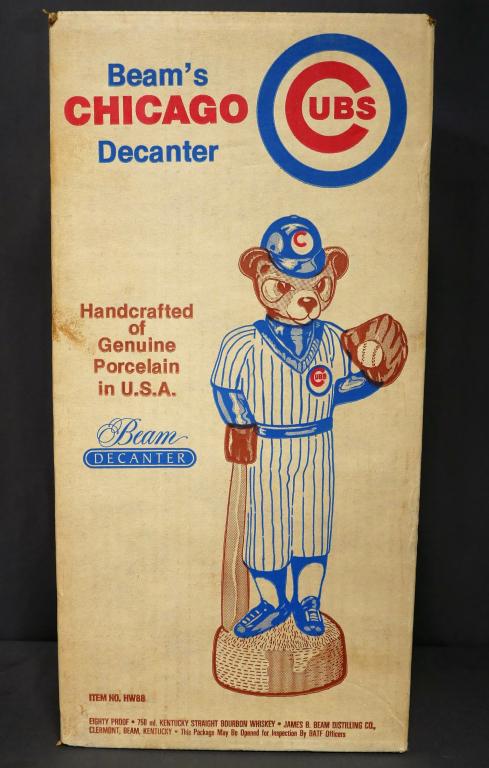 Beam's
CHICAGO
Decanter
CUBS
C
Handcrafted
of
Genuine
Porcelain
in U.S.A.
CUBS
Beam
DECANTER
ITEM NO. HW88
EIGHTY PROOF • 750 ml. KENTUCKY STRAIGHT BOURBON WHISKEY • JAMES B. BEAM DISTILLING CO.,
CLERMONT, BEAM, KENTUCKY • This Package May Be Opened for Inspection By BATF Officers